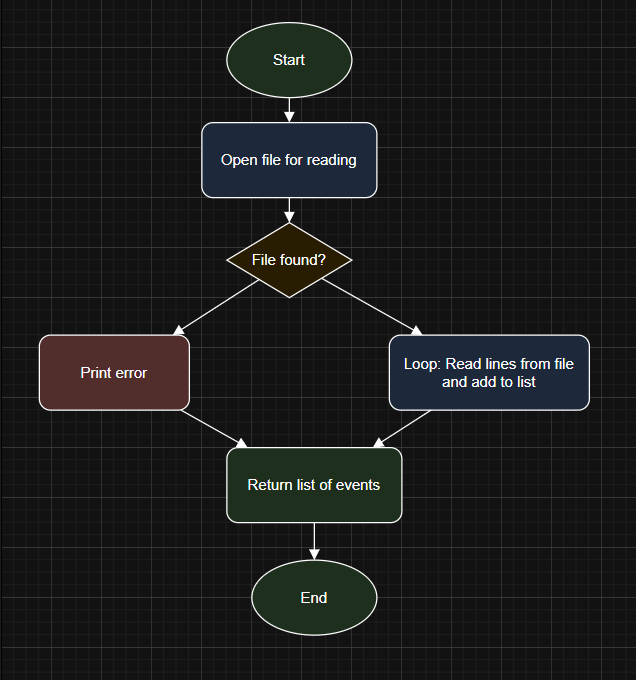 Start
Open file for reading
File found?
Print error
Loop: Read lines from file
and add to list
Return list of events
End